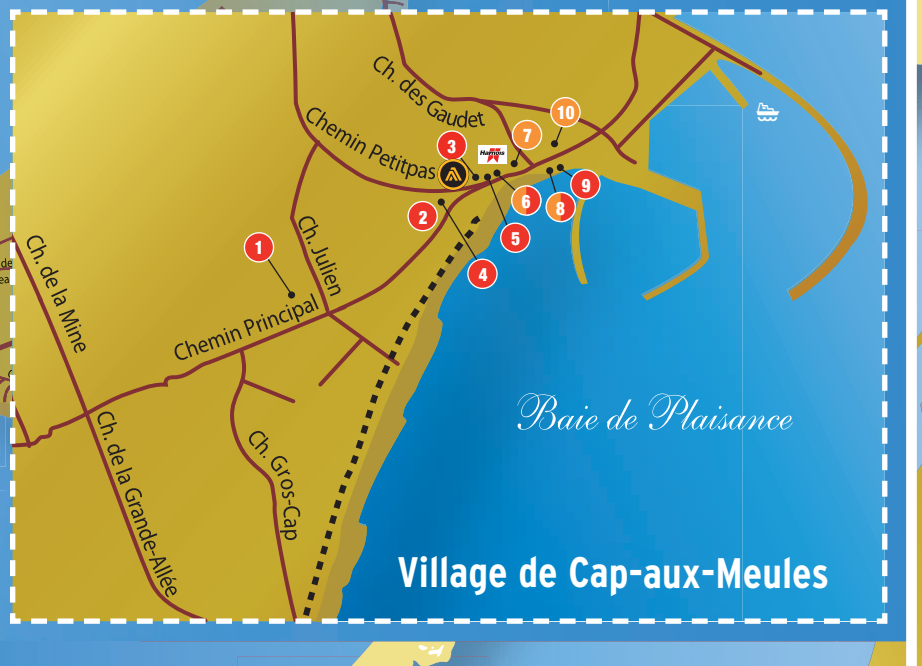 Ch. des Gaudet
10
7
3
Harnois
Chemin Petitpas
9
6
8
2
5
4
1
Ch. Julien
Ch. de la Mine
de
Chemin Principal
Baie de Plaisance
Ch. de la Grande-Allée
Ch. Gros-Cap
Village de Cap-aux-Meules